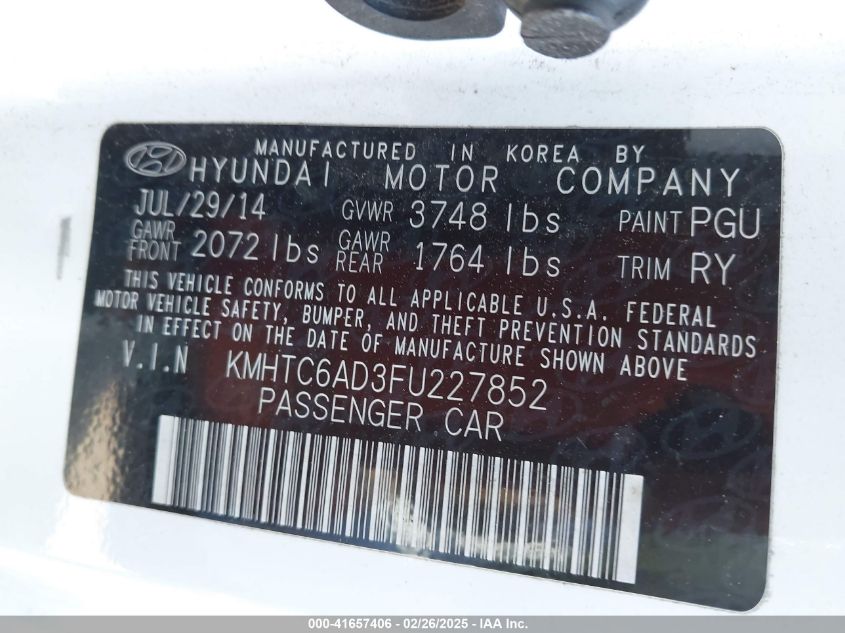 MANUFACTURED IN KOREA BY
HYUNDAI MOTOR COMPANY
JUL/29/14 GVWR 3748 lbs PAINT PGU
GAWR FRONT 2072 lbs GAWR REAR 1764 lbs TRIM RY
THIS VEHICLE CONFORMS TO ALL APPLICABLE U.S.A. FEDERAL
MOTOR VEHICLE SAFETY, BUMPER, AND THEFT PREVENTION STANDARDS
IN EFFECT ON THE DATE OF MANUFACTURE SHOWN ABOVE
V.I.N KMHTC6AD3FU227852
PASSENGER CAR
000-41657406 - 02/26/2025 - Copyright © IAA, Inc.